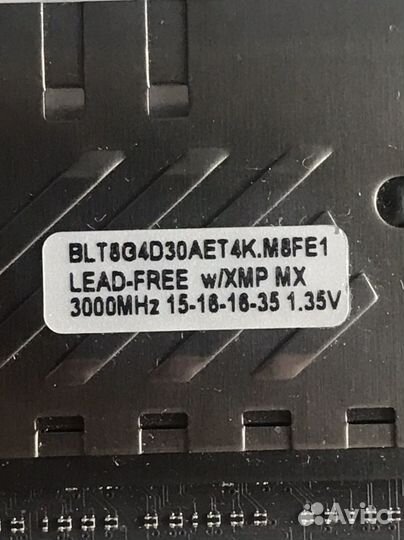 BLT8G4D30AET4K.M8FE1
LEAD-FREE w/XMP MX
3000MHz 15-16-16-35 1.35V
Avito